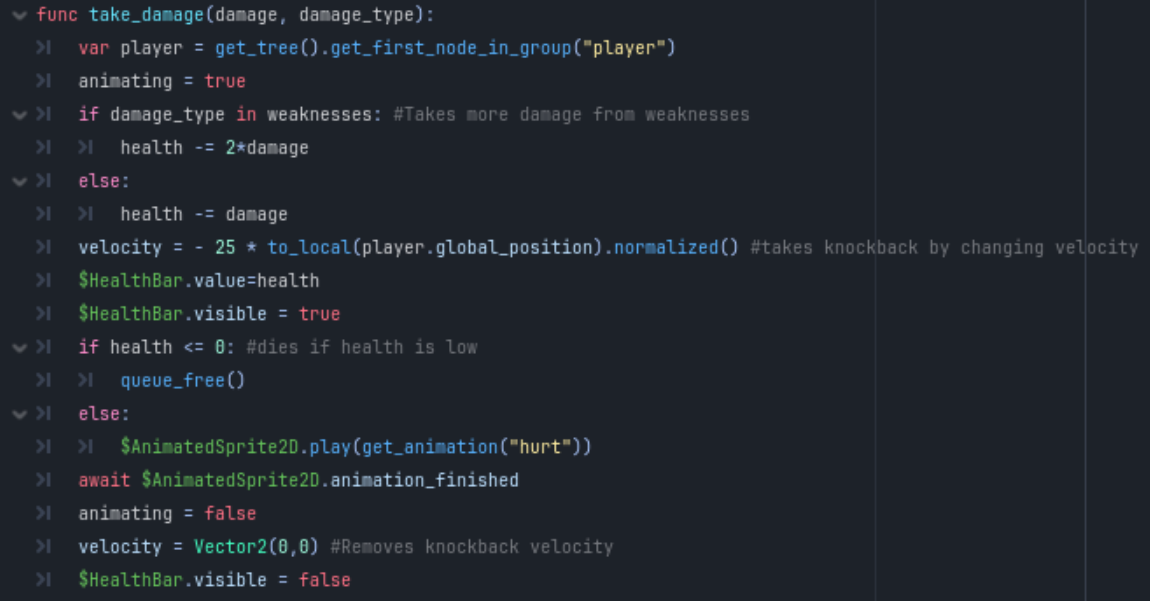 func take_damage(damage, damage_type):
var player = get_tree().get_first_node_in_group("player")
animating = true
if damage_type in weaknesses: #Takes more damage from weaknesses
health -= 2*damage
else:
health -= damage
velocity = - 25 * to_local(player.global_position).normalized() #takes knockback by changing velocity
$HealthBar.value=health
$HealthBar.visible = true
if health <= 0: #dies if health is low
queue_free()
else:
$AnimatedSprite2D.play(get_animation("hurt"))
await $AnimatedSprite2D.animation_finished
animating = false
velocity = Vector2(0,0) #Removes knockback velocity
$HealthBar.visible = false